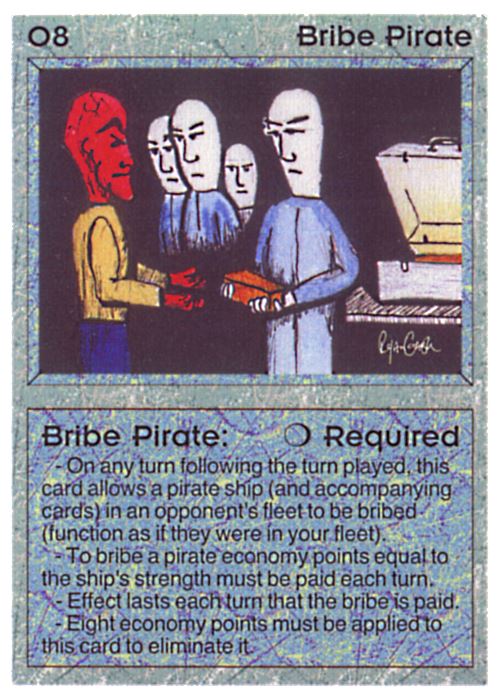 O8 Bribe Pirate
Bribe Pirate: Required
- On any turn following the turn played, this
card allows a pirate ship (and accompanying
cards) in an opponent's fleet to be bribed
(function as if they were in your fleet).
- To bribe a pirate economy points equal to
the ship's strength must be paid each turn.
- Effect lasts each turn that the bribe is paid.
- Eight economy points must be applied to
this card to eliminate it.